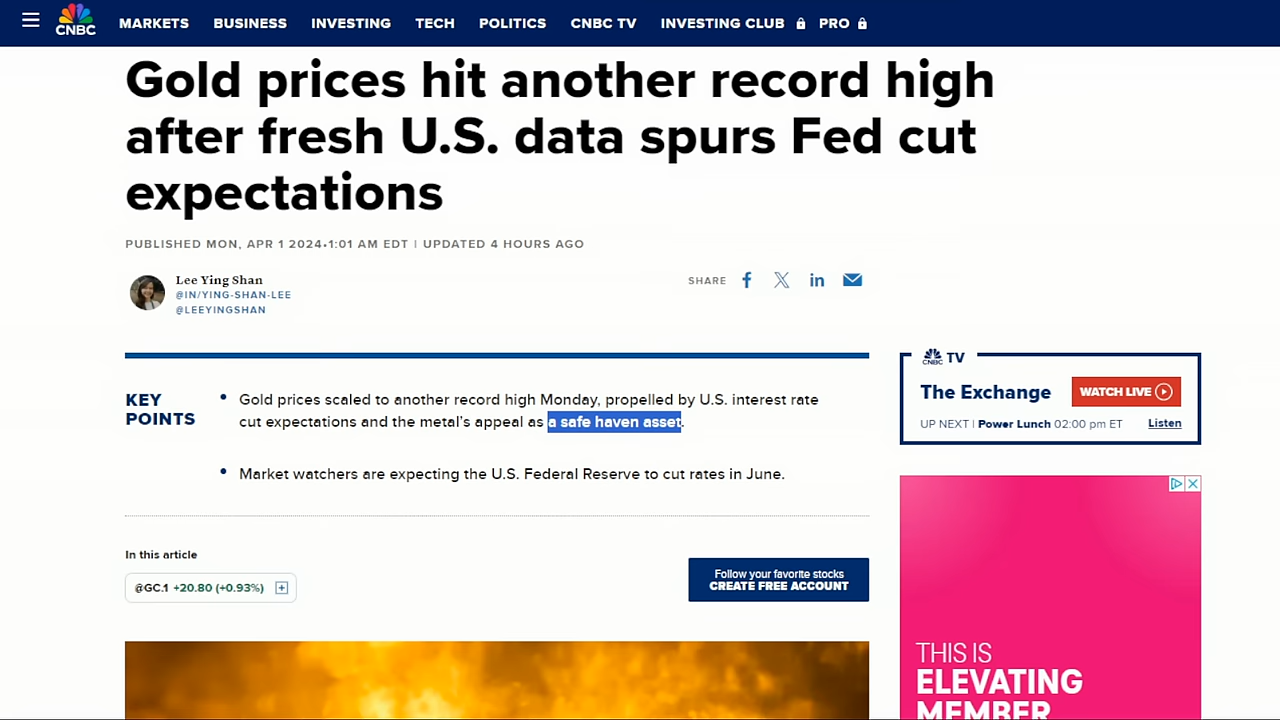 CNBC
MARKETS BUSINESS INVESTING TECH POLITICS CNBC TV INVESTING CLUB PRO
Gold prices hit another record high
after fresh U.S. data spurs Fed cut
expectations
PUBLISHED MON, APR 1 2024•1:01 AM EDT | UPDATED 4 HOURS AGO
Lee Ying Shan
@IN/YING-SHAN-LEE
@LEEYINGSHAN
SHARE
KEY
POINTS
• Gold prices scaled to another record high Monday, propelled by U.S. interest rate
cut expectations and the metal's appeal as a safe haven asset.
• Market watchers are expecting the U.S. Federal Reserve to cut rates in June.
In this article
@GC.1 +20.80 (+0.93%)
Follow your favorite stocks
CREATE FREE ACCOUNT
CNBC TV
The Exchange
WATCH LIVE
UP NEXT | Power Lunch 02:00 pm ET
Listen
THIS IS
ELEVATING
MEMBER